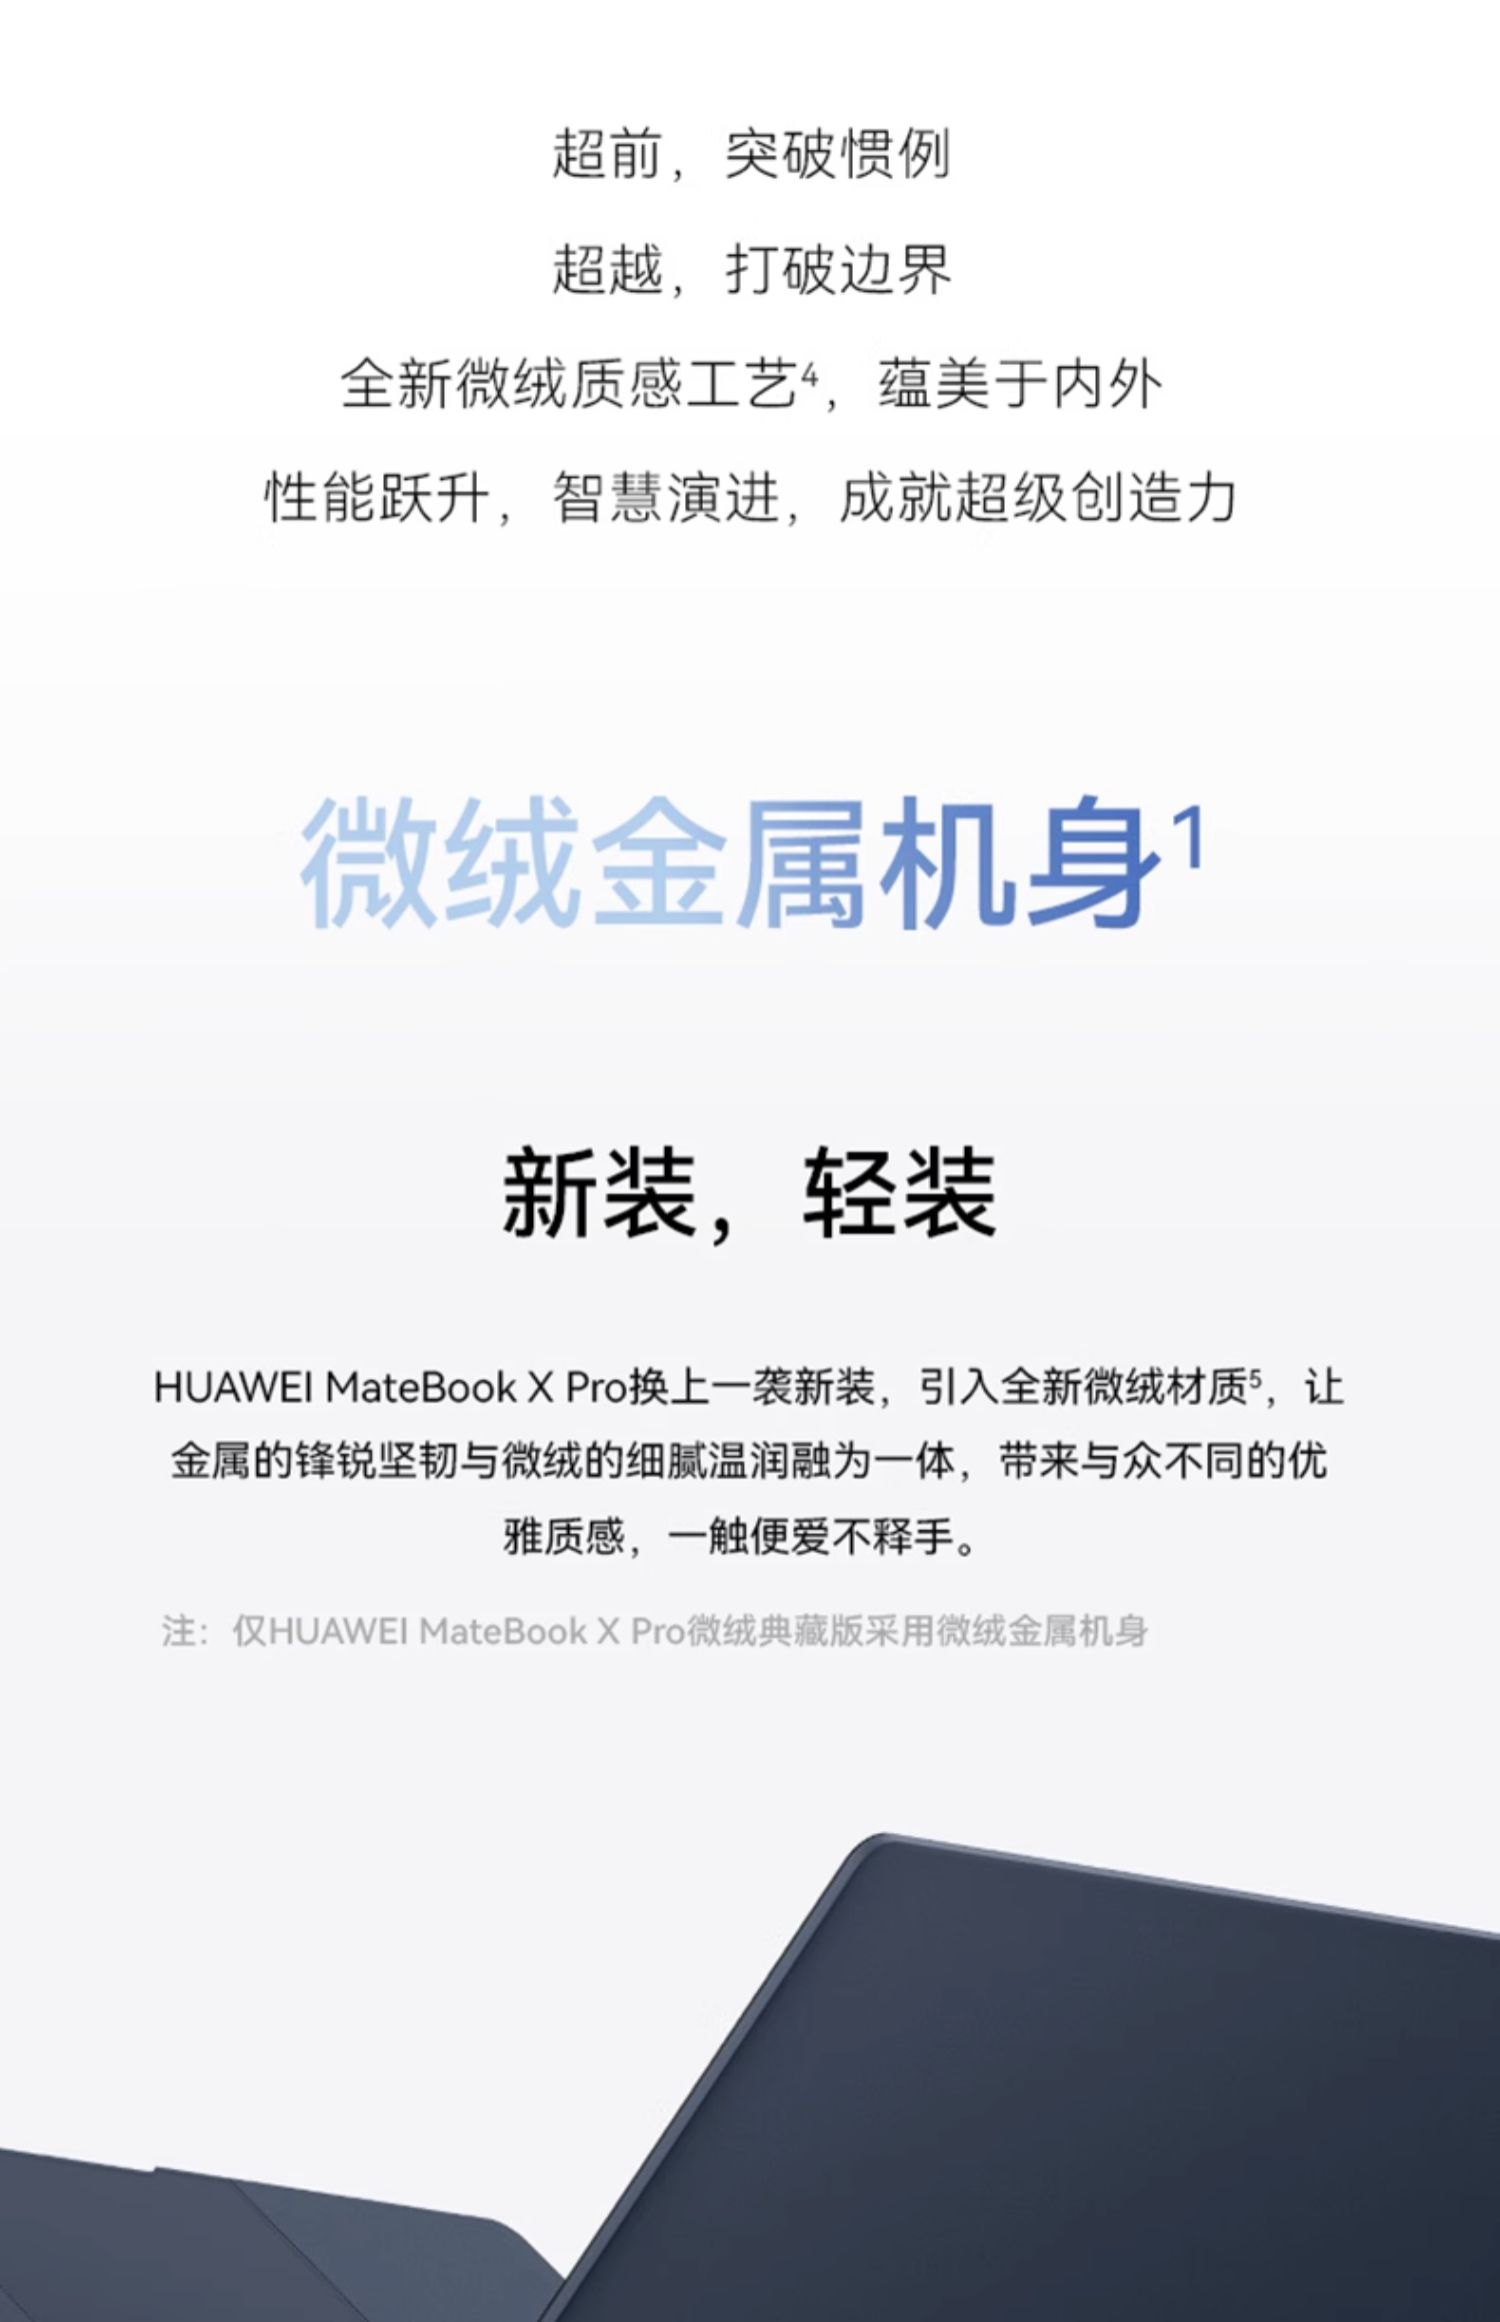 超前，突破惯例
超越，打破边界
全新微绒质感工艺⁴，蕴美于内外
性能跃升，智慧演进，成就超级创造力
微绒金属机身¹
新装，轻装
HUAWEI MateBook X Pro换上一袭新装，引入全新微绒材质⁵，让
金属的锋锐坚韧与微绒的细腻温润融为一体，带来与众不同的优
雅质感，一触便爱不释手。
注：仅HUAWEI MateBook X Pro微绒典藏版采用微绒金属机身